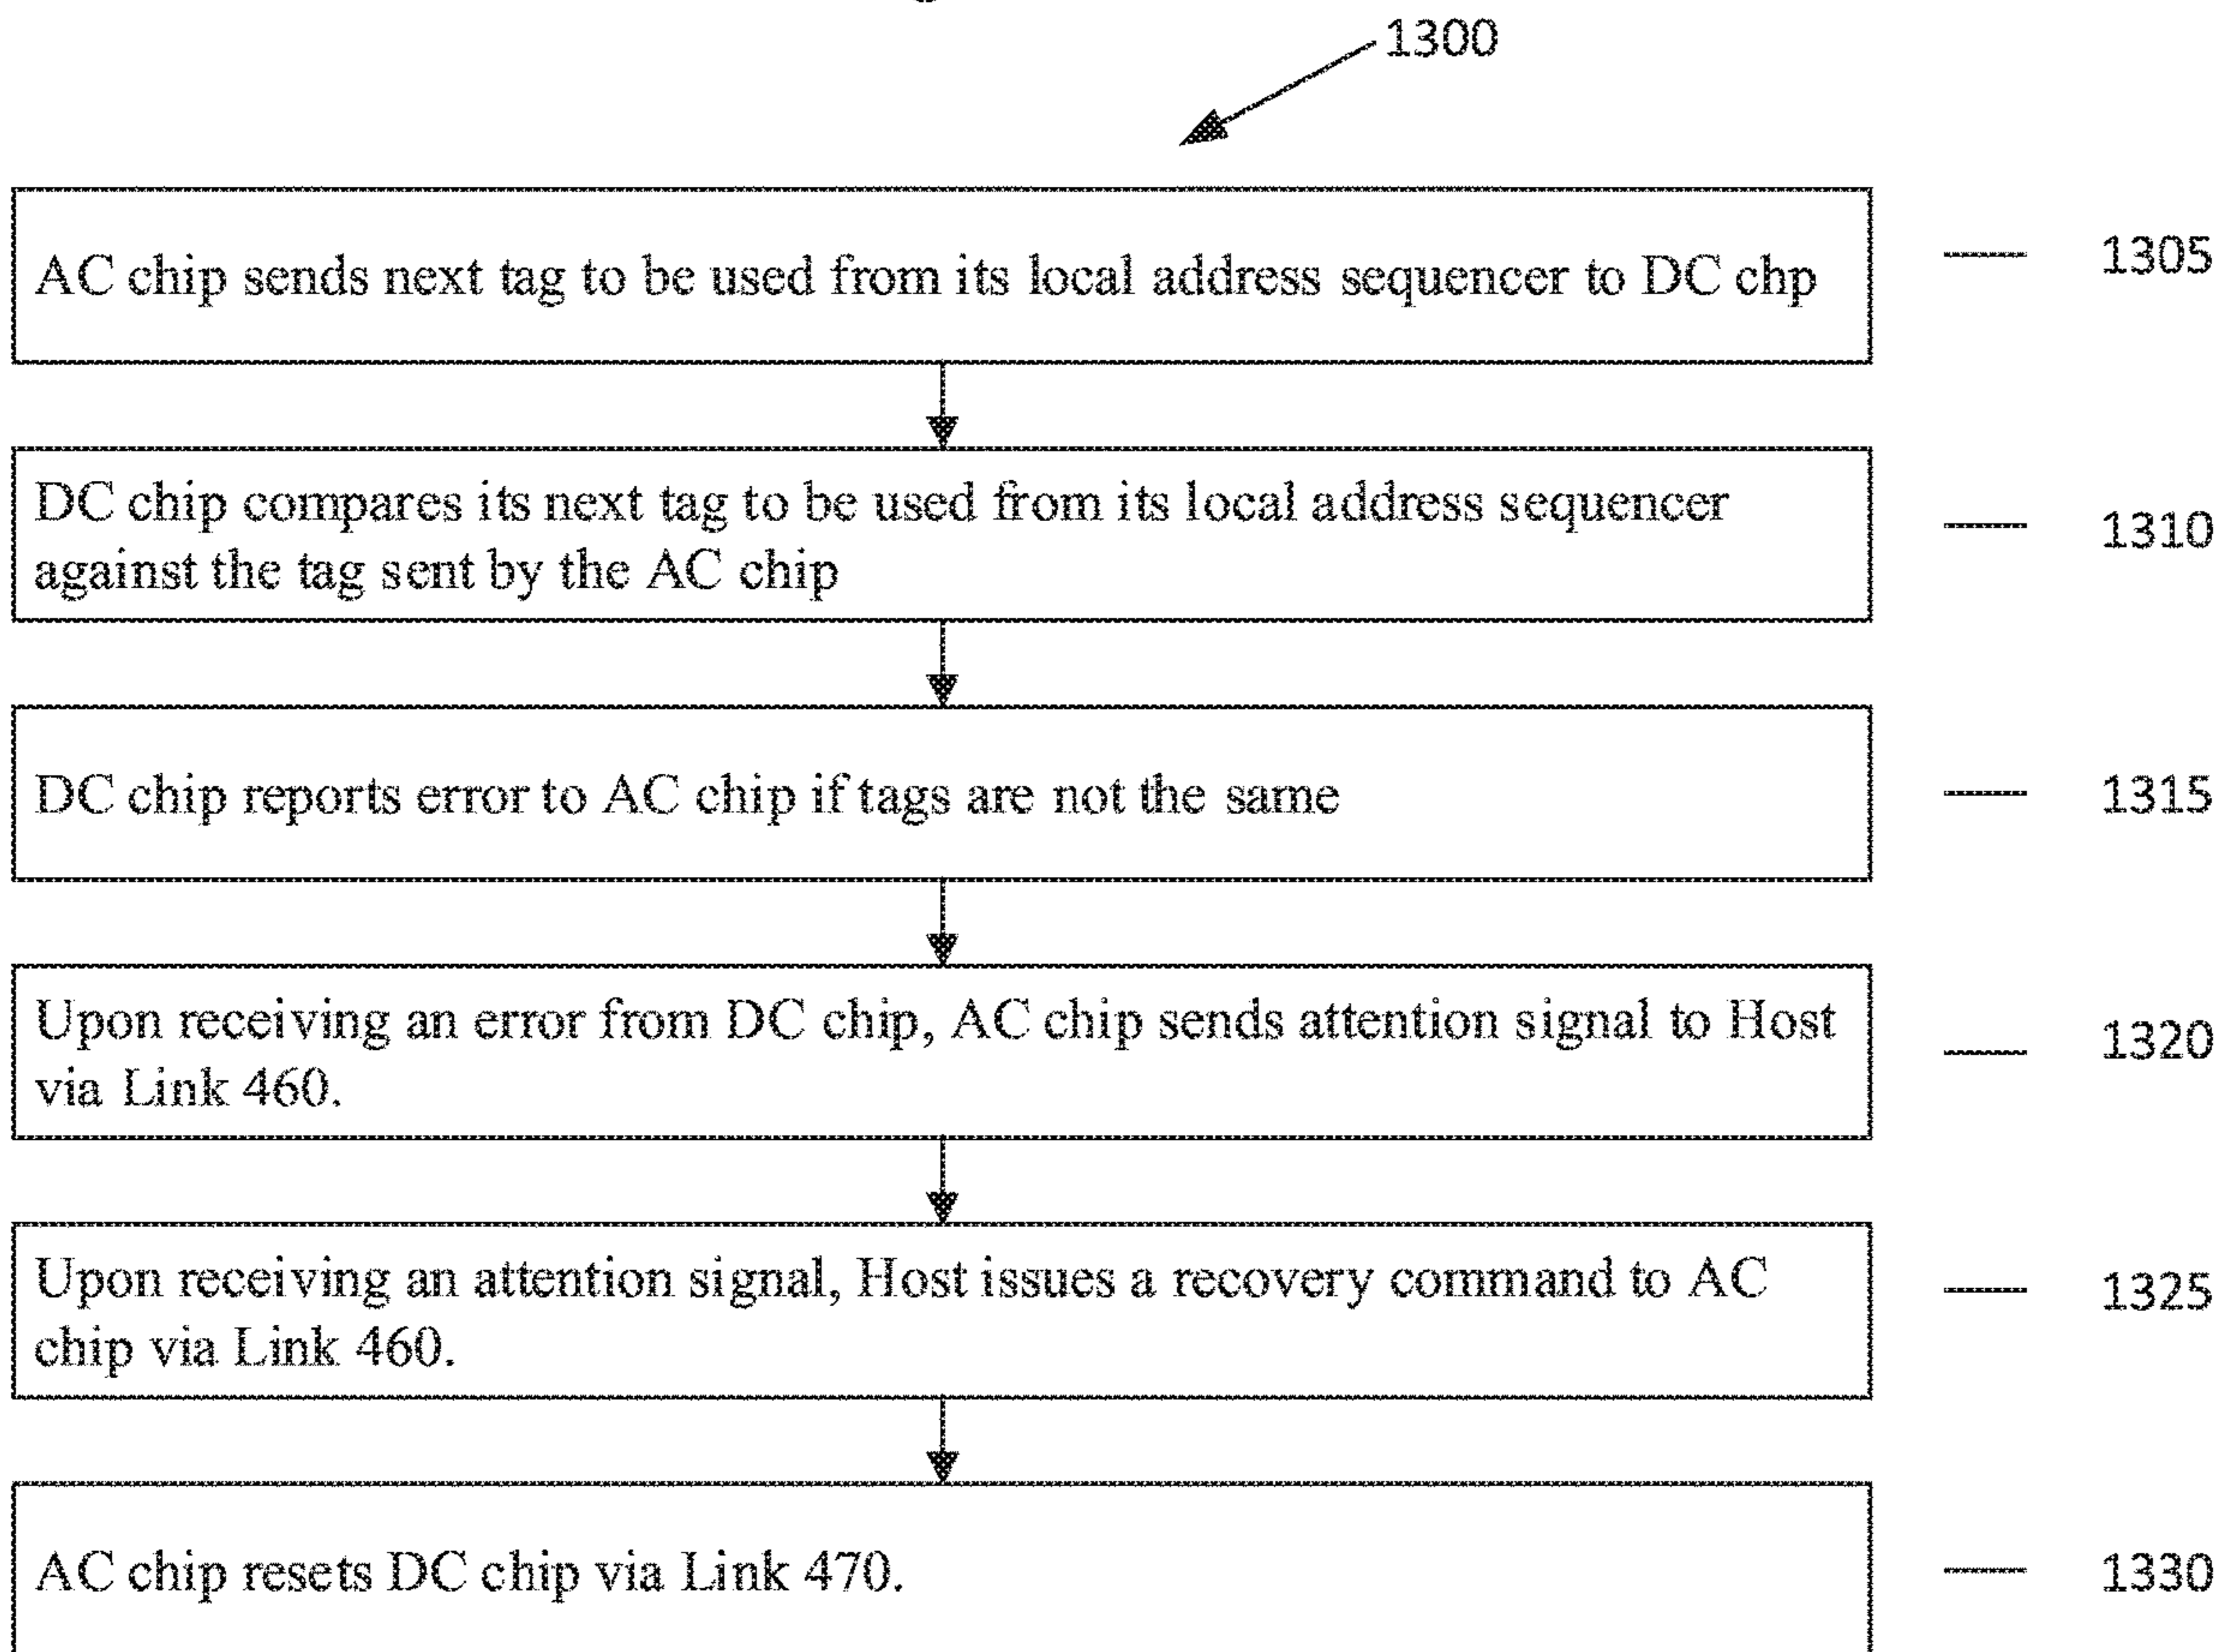 1300
AC chip sends next tag to be used from its local address sequencer to DC chp
1305
DC chip compares its next tag to be used from its local address sequencer
against the tag sent by the AC chip
1310
DC chip reports error to AC chip if tags are not the same
1315
Upon receiving an error from DC chip, AC chip sends attention signal to Host
via Link 460.
1320
Upon receiving an attention signal, Host issues a recovery command to AC
chip via Link 460.
1325
AC chip resets DC chip via Link 470.
1330